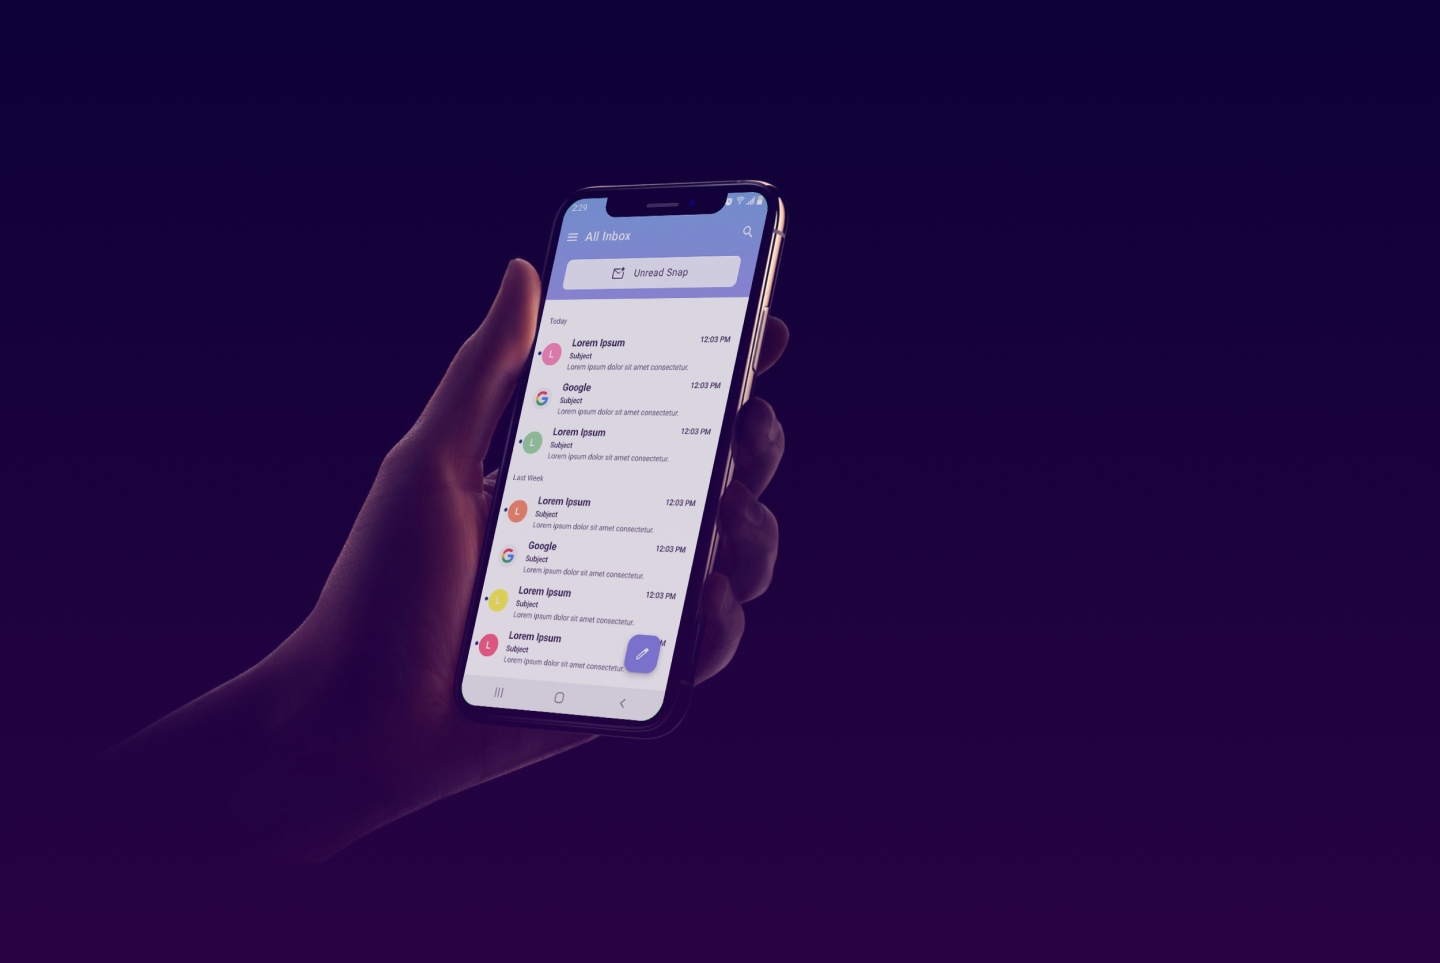 2:29
All Inbox
Unread Snap
Today
L Lorem Ipsum 12:03 PM
Subject
Lorem ipsum dolor sit amet consectetur.
G Google 12:03 PM
Subject
Lorem ipsum dolor sit amet consectetur.
L Lorem Ipsum 12:03 PM
Subject
Lorem ipsum dolor sit amet consectetur.
Last Week
L Lorem Ipsum 12:03 PM
Subject
Lorem ipsum dolor sit amet consectetur.
G Google 12:03 PM
Subject
Lorem ipsum dolor sit amet consectetur.
L Lorem Ipsum 12:03 PM
Subject
Lorem ipsum dolor sit amet consectetur.
L Lorem Ipsum M
Subject
Lorem ipsum dolor sit amet consectetur.